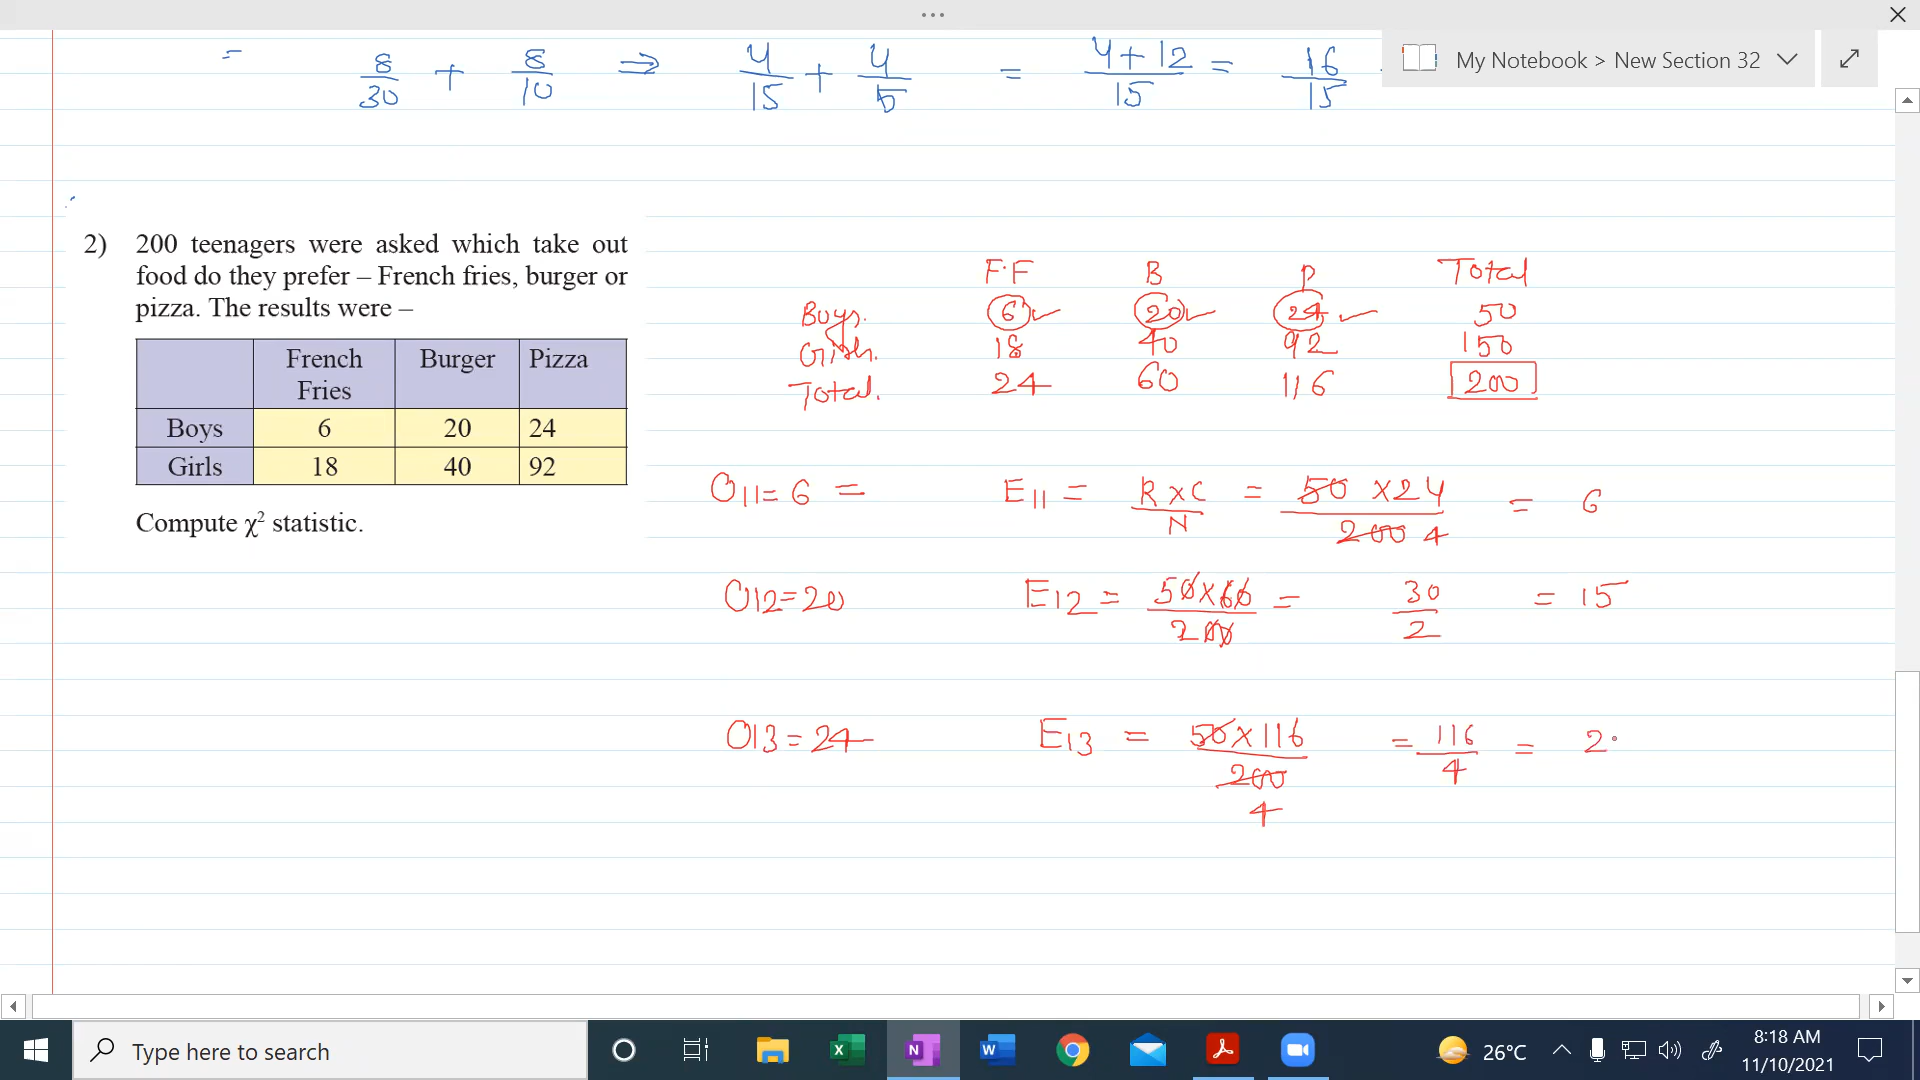 My Notebook > New Section 32
= 8/30 + 8/10 ⇒ 4/15 + 4/5 = 4+12/15 = 16/15
2) 200 teenagers were asked which take out
food do they prefer – French fries, burger or
pizza. The results were –
French Fries Burger Pizza
Boys 6 20 24
Girls 18 40 92
Compute χ² statistic.
F.F B P Total
Boys. 6 20 24 50
Girls. 18 40 92 150
Total. 24 60 116 200
O11 = 6 = E11 = R×C/N = 50 ×24/200 4 = 6
O12 = 20 E12 = 50×60/200 = 30/2 = 15
O13 = 24 E13 = 50×116/200 4 = 116/4 = 2
Type here to search
26°C
8:18 AM
11/10/2021